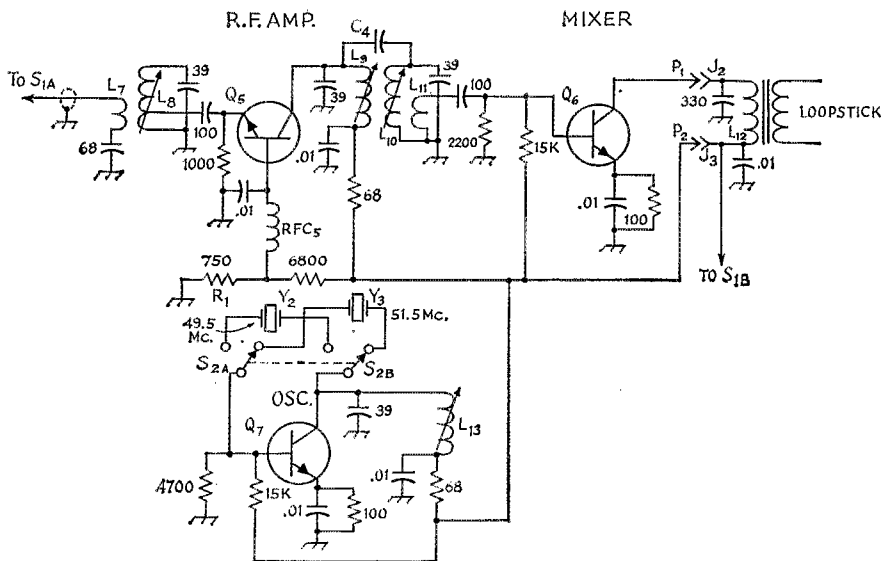 R.F. AMP.
MIXER
C4
TO S1A
L7
39
L8
Q5
L9
39
39
L11
100
Q6
P1
J2
100
L10
330
LOOPSTICK
68
1000
.01
2200
15K
P2
J3
L12
.01
.01
68
.01
100
RFC5
750
6800
TO S1B
R1
Y2
Y3
49.5
MC.
51.5 MC.
S2A
S2B
OSC.
Q7
39
L13
4700
15K
.01
100
.01
68